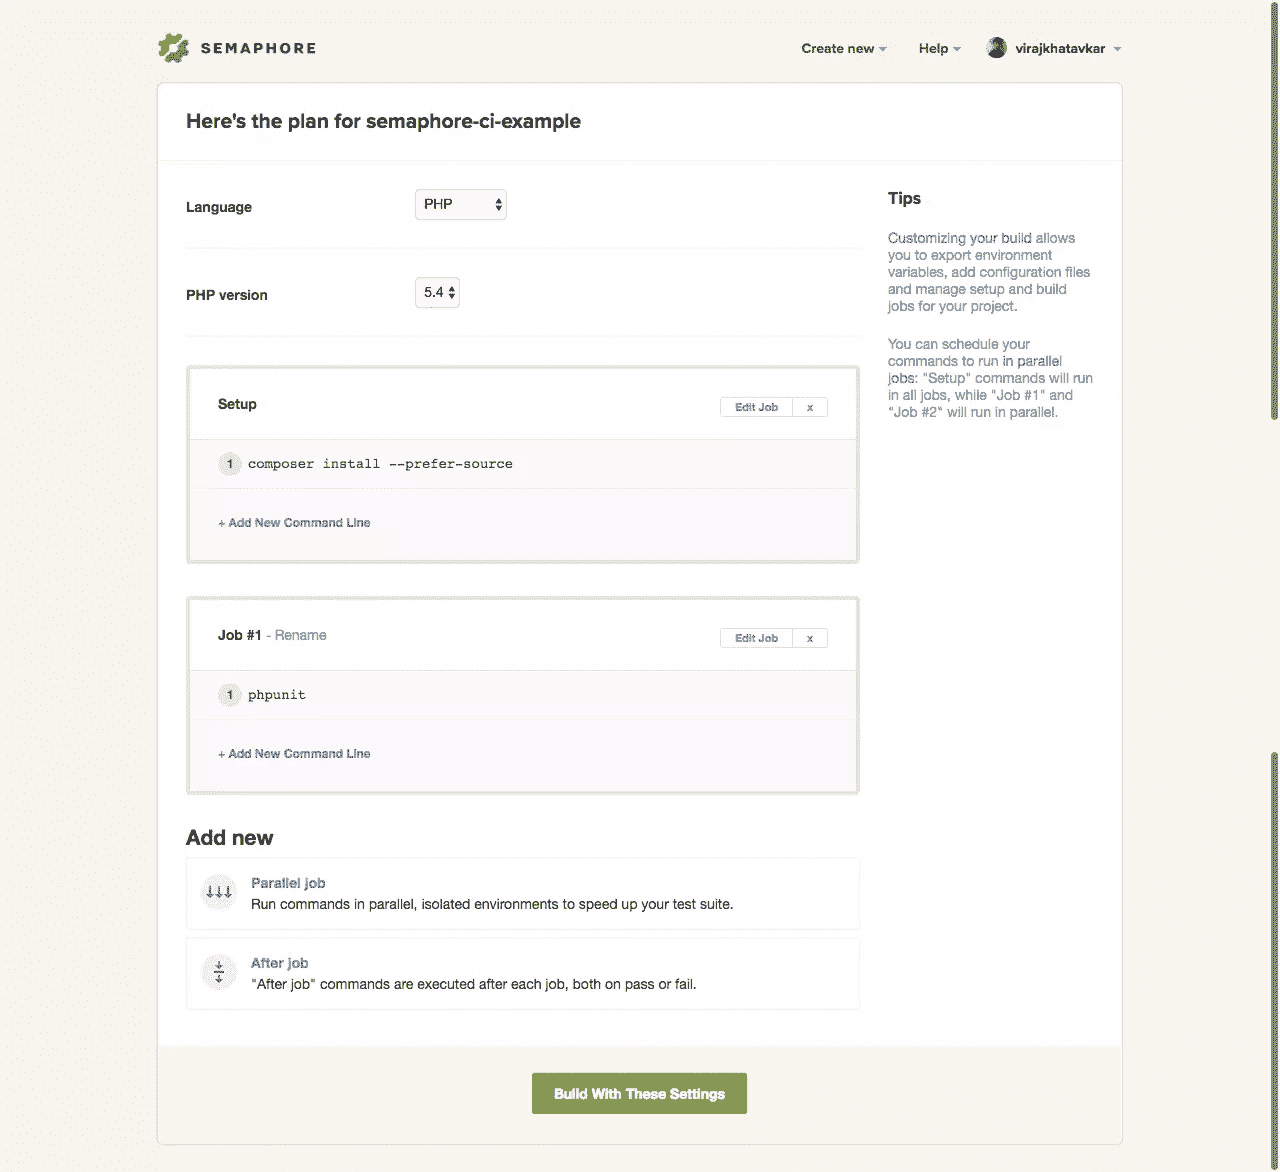 SEMAPHORE
Create new
Help
virajkhatavkar
Here's the plan for semaphore-ci-example
Language
PHP
PHP version
5.4
Setup
Edit Job
x
1
composer install --prefer-source
+ Add New Command Line
Job #1 - Rename
Edit Job
x
1
phpunit
+ Add New Command Line
Add new
Parallel job
Run commands in parallel, isolated environments to speed up your test suite.
After job
"After job" commands are executed after each job, both on pass or fail.
Build With These Settings
Tips
Customizing your build allows
you to export environment
variables, add configuration files
and manage setup and build
jobs for your project.
You can schedule your
commands to run in parallel
jobs: "Setup" commands will run
in all jobs, while "Job #1" and
"Job #2" will run in parallel.